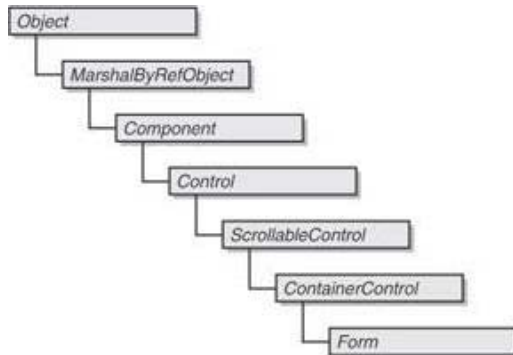 Object
MarshalByRefObject
Component
Control
ScrollableControl
ContainerControl
Form